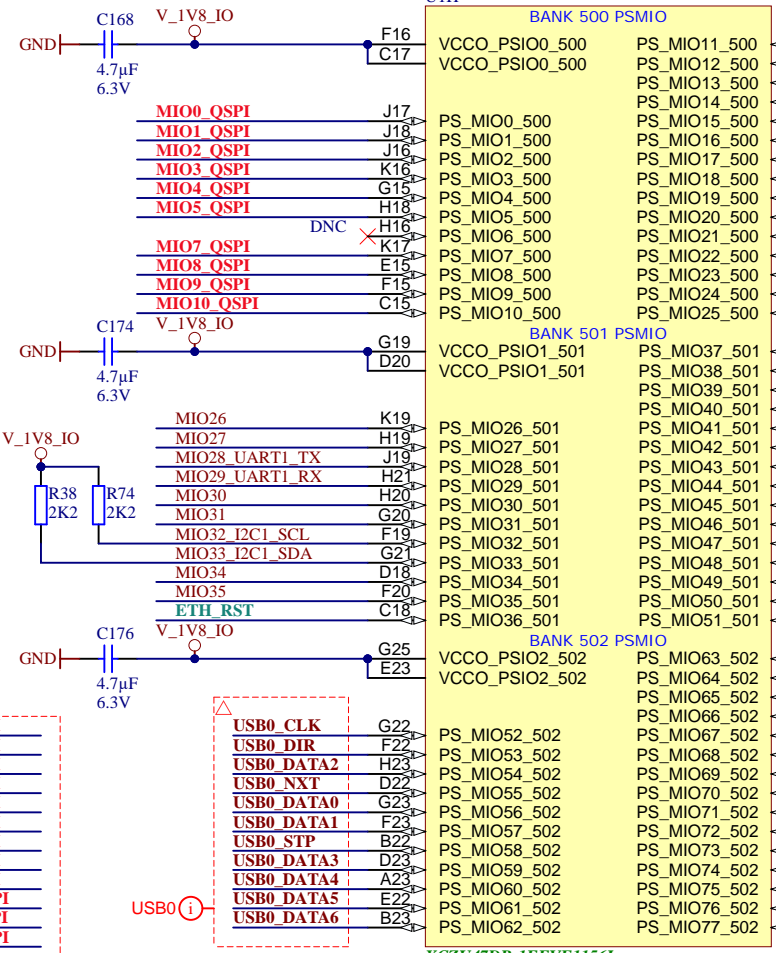 BANK 500 PSMIO
C168 V_1V8_IO
GND
4.7µF
6.3V
F16 VCCO_PSIO0_500 PS_MIO11_500
C17 VCCO_PSIO0_500 PS_MIO12_500
PS_MIO13_500
PS_MIO14_500
MIO0_QSPI J17 PS_MIO0_500 PS_MIO15_500
MIO1_QSPI J18 PS_MIO1_500 PS_MIO16_500
MIO2_QSPI J16 PS_MIO2_500 PS_MIO17_500
MIO3_QSPI K16 PS_MIO3_500 PS_MIO18_500
MIO4_QSPI G15 PS_MIO4_500 PS_MIO19_500
MIO5_QSPI H18 PS_MIO5_500 PS_MIO20_500
DNC H16 PS_MIO6_500 PS_MIO21_500
MIO7_QSPI K17 PS_MIO7_500 PS_MIO22_500
MIO8_QSPI E15 PS_MIO8_500 PS_MIO23_500
MIO9_QSPI F15 PS_MIO9_500 PS_MIO24_500
MIO10_QSPI C15 PS_MIO10_500 PS_MIO25_500
BANK 501 PSMIO
C174 V_1V8_IO
GND
4.7µF
6.3V
G19 VCCO_PSIO1_501 PS_MIO37_501
D20 VCCO_PSIO1_501 PS_MIO38_501
PS_MIO39_501
PS_MIO40_501
V_1V8_IO
R38
2K2
R74
2K2
MIO26 K19 PS_MIO26_501 PS_MIO41_501
MIO27 H19 PS_MIO27_501 PS_MIO42_501
MIO28_UART1_TX J19 PS_MIO28_501 PS_MIO43_501
MIO29_UART1_RX H21 PS_MIO29_501 PS_MIO44_501
MIO30 H20 PS_MIO30_501 PS_MIO45_501
MIO31 G20 PS_MIO31_501 PS_MIO46_501
MIO32_I2C1_SCL F19 PS_MIO32_501 PS_MIO47_501
MIO33_I2C1_SDA G21 PS_MIO33_501 PS_MIO48_501
MIO34 D18 PS_MIO34_501 PS_MIO49_501
MIO35 F20 PS_MIO35_501 PS_MIO50_501
ETH_RST C18 PS_MIO36_501 PS_MIO51_501
BANK 502 PSMIO
C176 V_1V8_IO
GND
4.7µF
6.3V
G25 VCCO_PSIO2_502 PS_MIO63_502
E23 VCCO_PSIO2_502 PS_MIO64_502
PS_MIO65_502
PS_MIO66_502
USB0_CLK G22 PS_MIO52_502 PS_MIO67_502
USB0_DIR F22 PS_MIO53_502 PS_MIO68_502
USB0_DATA2 H23 PS_MIO54_502 PS_MIO69_502
USB0_NXT D22 PS_MIO55_502 PS_MIO70_502
USB0_DATA0 G23 PS_MIO56_502 PS_MIO71_502
USB0_DATA1 F23 PS_MIO57_502 PS_MIO72_502
USB0_STP B22 PS_MIO58_502 PS_MIO73_502
USB0_DATA3 D23 PS_MIO59_502 PS_MIO74_502
USB0_DATA4 A23 PS_MIO60_502 PS_MIO75_502
USB0_DATA5 E22 PS_MIO61_502 PS_MIO76_502
USB0_DATA6 B23 PS_MIO62_502 PS_MIO77_502
USB0 i
PI
PI
PI